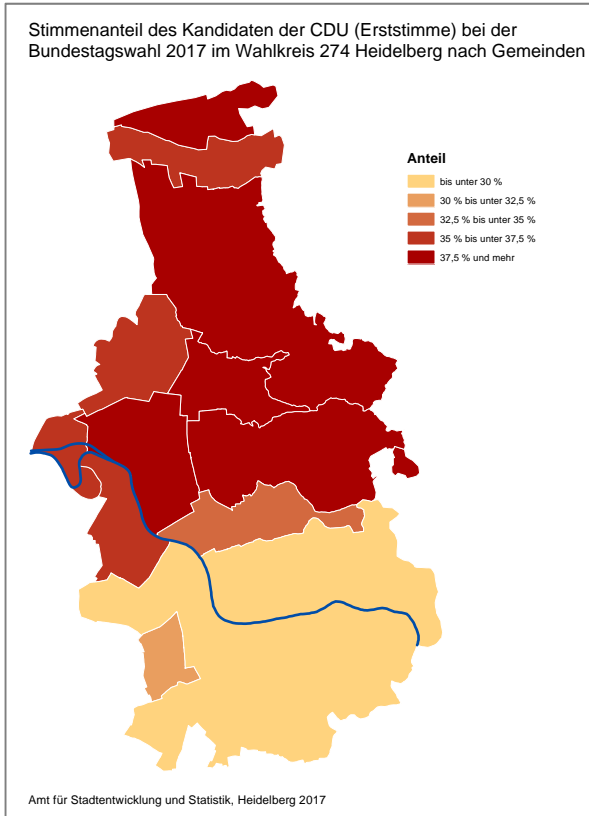 Stimmenanteil des Kandidaten der CDU (Erststimme) bei der
Bundestagswahl 2017 im Wahlkreis 274 Heidelberg nach Gemeinden
Anteil
bis unter 30 %
30 % bis unter 32,5 %
32,5 % bis unter 35 %
35 % bis unter 37,5 %
37,5 % und mehr
Amt für Stadtentwicklung und Statistik, Heidelberg 2017